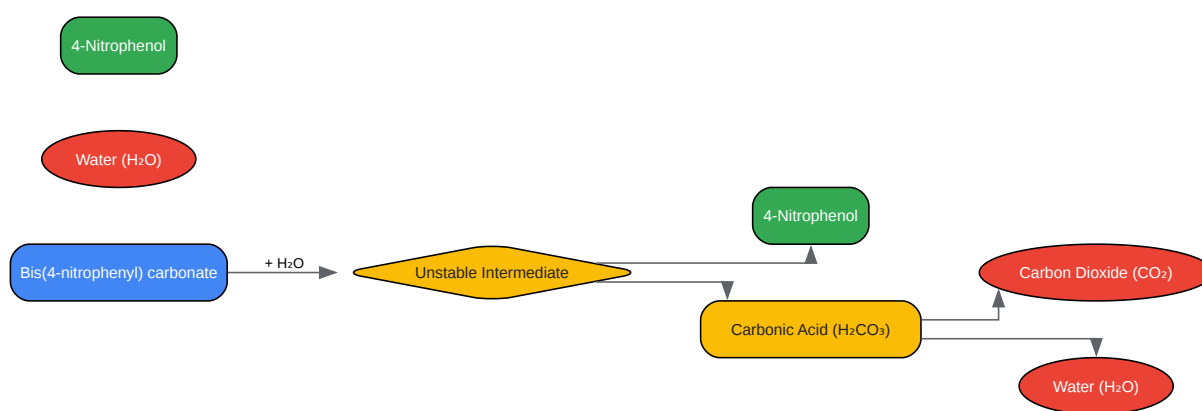 4-Nitrophenol
Water (H₂O)
Bis(4-nitrophenyl) carbonate
+ H₂O
Unstable Intermediate
4-Nitrophenol
Carbonic Acid (H₂CO₃)
Carbon Dioxide (CO₂)
Water (H₂O)